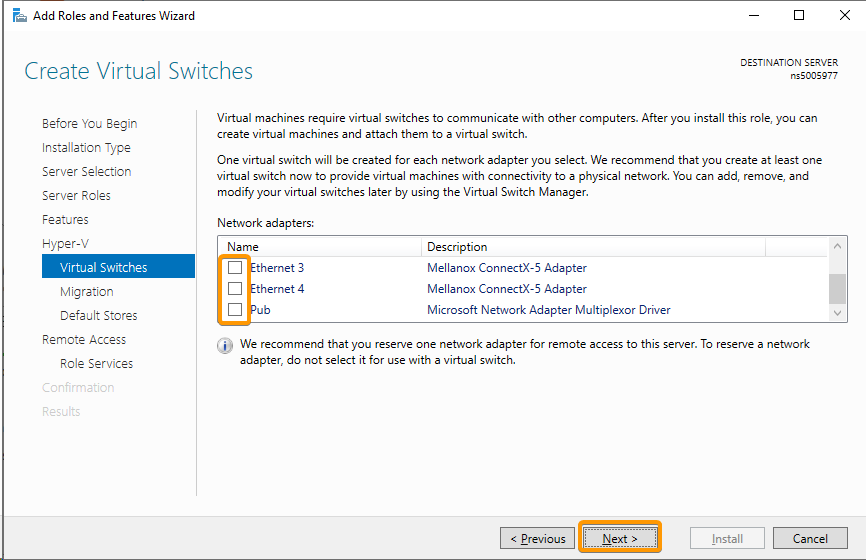 Add Roles and Features Wizard
Create Virtual Switches
DESTINATION SERVER
ns5005977
Before You Begin
Installation Type
Server Selection
Server Roles
Features
Hyper-V
Virtual Switches
Migration
Default Stores
Remote Access
Role Services
Confirmation
Results
Virtual machines require virtual switches to communicate with other computers. After you install this role, you can
create virtual machines and attach them to a virtual switch.
One virtual switch will be created for each network adapter you select. We recommend that you create at least one
virtual switch now to provide virtual machines with connectivity to a physical network. You can add, remove, and
modify your virtual switches later by using the Virtual Switch Manager.
Network adapters:
Name Description
Ethernet 3 Mellanox ConnectX-5 Adapter
Ethernet 4 Mellanox ConnectX-5 Adapter
Pub Microsoft Network Adapter Multiplexor Driver
We recommend that you reserve one network adapter for remote access to this server. To reserve a network
adapter, do not select it for use with a virtual switch.
< Previous Next > Install Cancel